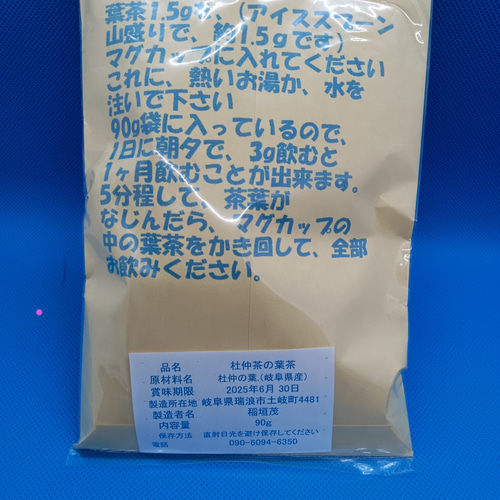 葉茶1.5gを、(アイススプーン
山盛りで、約1.5gです)
マグカップに入れてください
これに、熱いお湯か、水を
注いで下さい
90g袋に入っているので、
1日に朝夕で、3g飲むと
1ヶ月飲むことが出来ます。
5分程して、茶葉が
なじんだら、マグカップの
中の葉茶をかき回して、全部
お飲みください。
品名 杜仲茶の葉茶
原材料名 杜仲の葉.(岐阜県産)
賞味期限 2025年6月 30日
製造所在地 岐阜県瑞浪市土岐町4481
製造者名 稲垣茂
内容量 90g
保存方法 直射日光を避け保存してください
電話 090-6094-6350